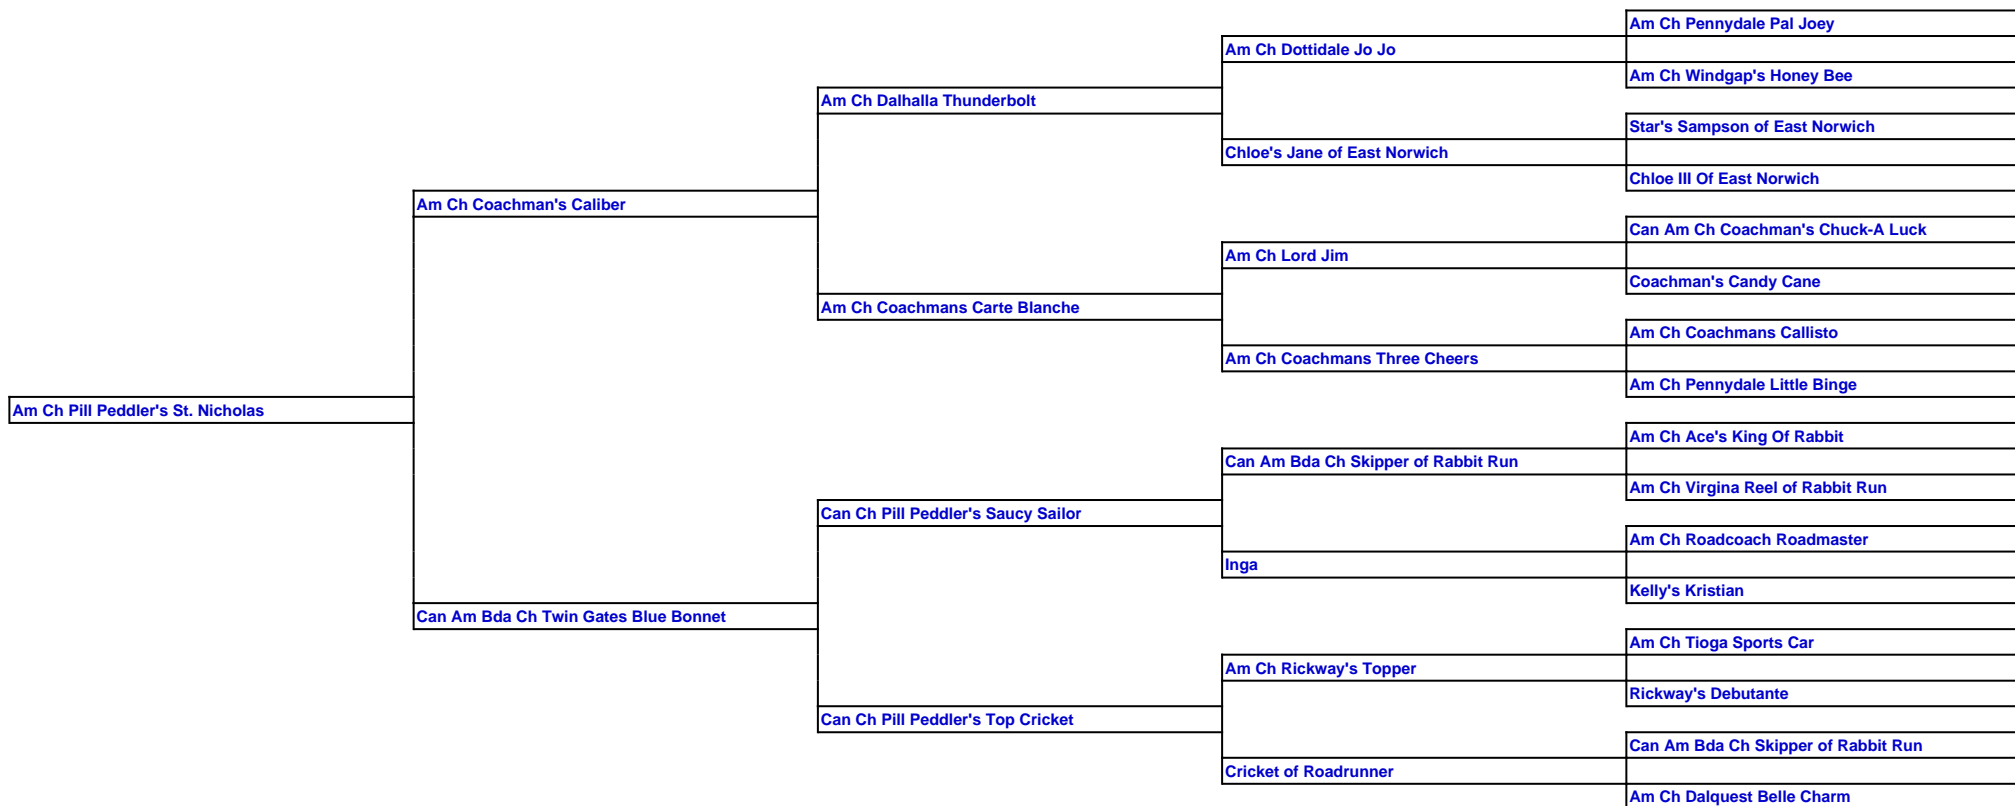 Am Ch Pennydale Pal Joey
Am Ch Dottidale Jo Jo
Am Ch Windgap's Honey Bee
Am Ch Dalhalla Thunderbolt
Star's Sampson of East Norwich
Chloe's Jane of East Norwich
Chloe III Of East Norwich
Am Ch Coachman's Caliber
Can Am Ch Coachman's Chuck-A Luck
Am Ch Lord Jim
Coachman's Candy Cane
Am Ch Coachmans Carte Blanche
Am Ch Coachmans Callisto
Am Ch Coachmans Three Cheers
Am Ch Pennydale Little Binge
Am Ch Pill Peddler's St. Nicholas
Am Ch Ace's King Of Rabbit
Can Am Bda Ch Skipper of Rabbit Run
Am Ch Virgina Reel of Rabbit Run
Can Ch Pill Peddler's Saucy Sailor
Am Ch Roadcoach Roadmaster
Inga
Kelly's Kristian
Can Am Bda Ch Twin Gates Blue Bonnet
Am Ch Tioga Sports Car
Am Ch Rickway's Topper
Rickway's Debutante
Can Ch Pill Peddler's Top Cricket
Can Am Bda Ch Skipper of Rabbit Run
Cricket of Roadrunner
Am Ch Dalquest Belle Charm